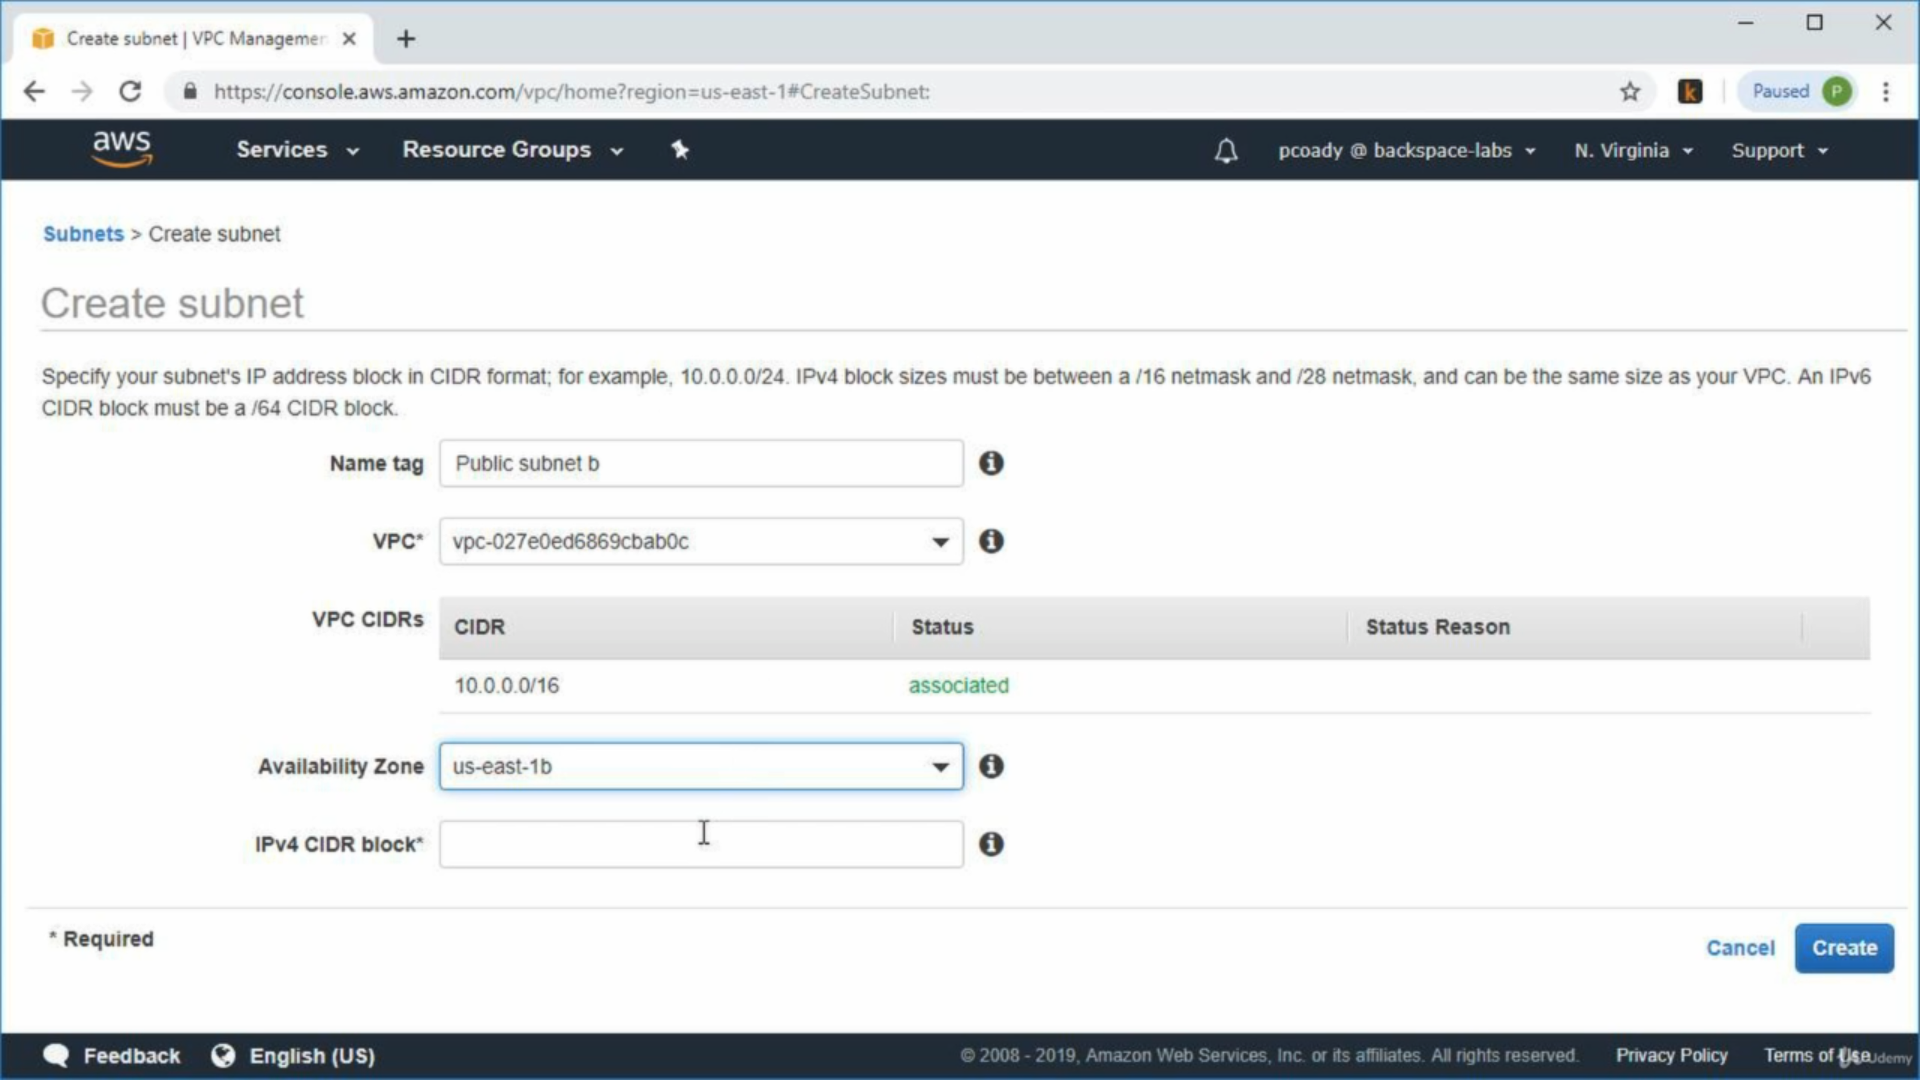 Create subnet | VPC Managemen
https://console.aws.amazon.com/vpc/home?region=us-east-1#CreateSubnet:
k
Paused P
aws
Services
Resource Groups
pcoady @ backspace-labs
N. Virginia
Support
Subnets > Create subnet
Create subnet
Specify your subnet's IP address block in CIDR format; for example, 10.0.0.0/24. IPv4 block sizes must be between a /16 netmask and /28 netmask, and can be the same size as your VPC. An IPv6
CIDR block must be a /64 CIDR block.
Name tag Public subnet b
VPC* vpc-027e0ed6869cbab0c
VPC CIDRs CIDR Status Status Reason
10.0.0.0/16 associated
Availability Zone us-east-1b
IPv4 CIDR block*
* Required
Cancel Create
Feedback English (US) © 2008 - 2019, Amazon Web Services, Inc. or its affiliates. All rights reserved. Privacy Policy Terms of Use
Udemy